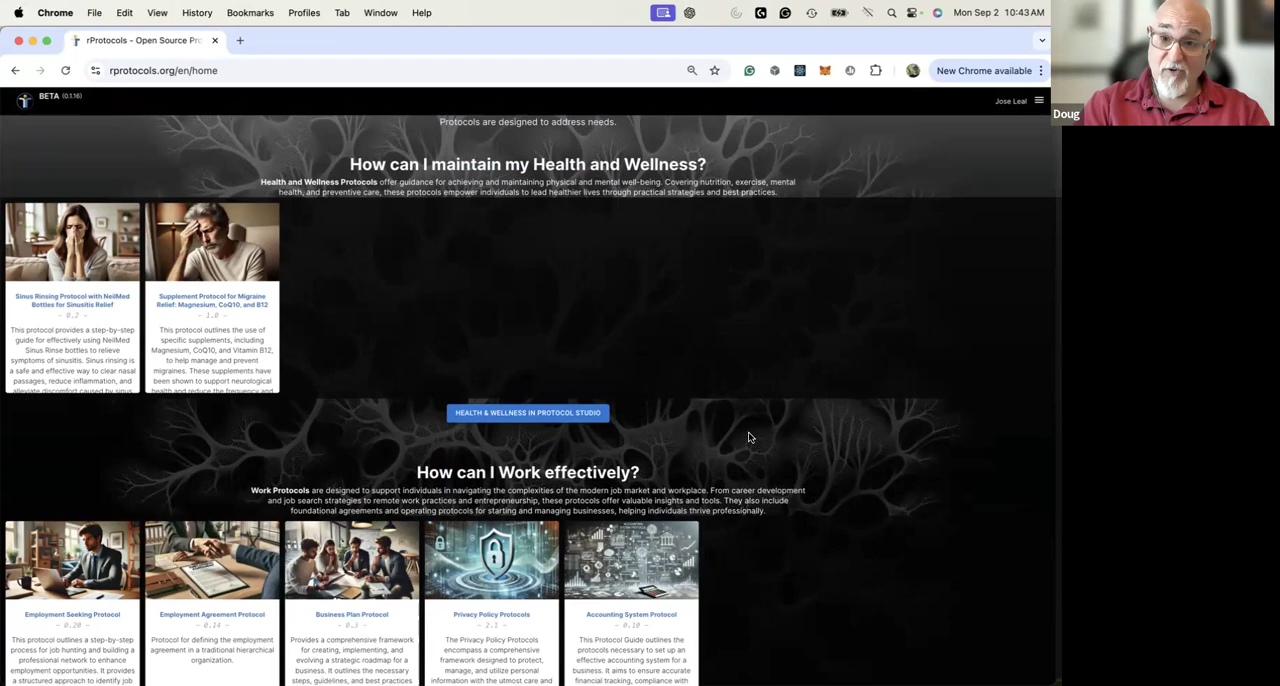 Chrome File Edit View History Bookmarks Profiles Tab Window Help Mon Sep 2 10:43 AM
rProtocols - Open Source Pro
rprotocols.org/en/home New Chrome available
BETA (0.1.16) Jose Leal
Doug
Protocols are designed to address needs.
How can I maintain my Health and Wellness?
Health and Wellness Protocols offer guidance for achieving and maintaining physical and mental well-being. Covering nutrition, exercise, mental
health, and preventive care, these protocols empower individuals to lead healthier lives through practical strategies and best practices.
Sinus Rinsing Protocol with NeilMed
Bottles for Sinusitis Relief
- 0.2 -
This protocol provides a step-by-step
guide for effectively using NeilMed
Sinus Rinse bottles to relieve
symptoms of sinusitis. Sinus rinsing is
a safe and effective way to clear nasal
passages, reduce inflammation, and
alleviate discomfort caused by sinus
Supplement Protocol for Migraine
Relief: Magnesium, CoQ10, and B12
- 1.0 -
This protocol outlines the use of
specific supplements, including
Magnesium, CoQ10, and Vitamin B12,
to help manage and prevent
migraines. These supplements have
been shown to support neurological
health and reduce the frequency and
HEALTH & WELLNESS IN PROTOCOL STUDIO
How can I Work effectively?
Work Protocols are designed to support individuals in navigating the complexities of the modern job market and workplace. From career development
and job search strategies to remote work practices and entrepreneurship, these protocols offer valuable insights and tools. They also include
foundational agreements and operating protocols for starting and managing businesses, helping individuals thrive professionally.
Employment Seeking Protocol
- 0.20 -
This protocol outlines a step-by-step
process for job hunting and building a
professional network to enhance
employment opportunities. It provides
a structured approach to identify job
Employment Agreement Protocol
- 0.14 -
Protocol for defining the employment
agreement in a traditional hierarchical
organization.
Business Plan Protocol
- 0.3 -
Provides a comprehensive framework
for creating, implementing, and
evolving a strategic roadmap for a
business. It outlines the necessary
steps, guidelines, and best practices
Privacy Policy Protocols
- 2.1 -
The Privacy Policy Protocols
encompass a comprehensive
framework designed to protect,
manage, and utilize personal
information with the utmost care and
Accounting System Protocol
- 0.10 -
This Protocol Guide outlines the
protocols necessary to set up an
effective accounting system for a
business. It aims to ensure accurate
financial tracking, compliance with